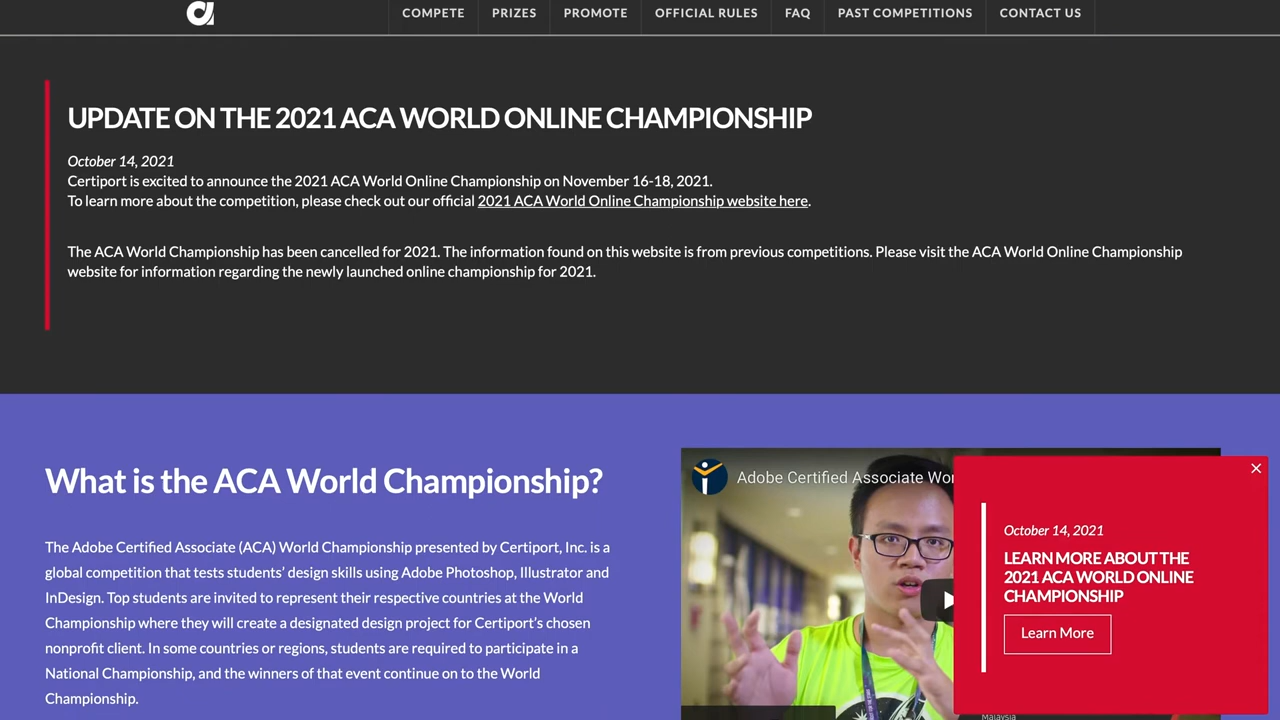 COMPETE PRIZES PROMOTE OFFICIAL RULES FAQ PAST COMPETITIONS CONTACT US
UPDATE ON THE 2021 ACA WORLD ONLINE CHAMPIONSHIP
October 14, 2021
Certiport is excited to announce the 2021 ACA World Online Championship on November 16-18, 2021.
To learn more about the competition, please check out our official 2021 ACA World Online Championship website here.
The ACA World Championship has been cancelled for 2021. The information found on this website is from previous competitions. Please visit the ACA World Online Championship
website for information regarding the newly launched online championship for 2021.
What is the ACA World Championship?
The Adobe Certified Associate (ACA) World Championship presented by Certiport, Inc. is a
global competition that tests students' design skills using Adobe Photoshop, Illustrator and
InDesign. Top students are invited to represent their respective countries at the World
Championship where they will create a designated design project for Certiport's chosen
nonprofit client. In some countries or regions, students are required to participate in a
National Championship, and the winners of that event continue on to the World
Championship.
Adobe Certified Associate Wor
October 14, 2021
LEARN MORE ABOUT THE
2021 ACA WORLD ONLINE
CHAMPIONSHIP
Learn More
Malaysia